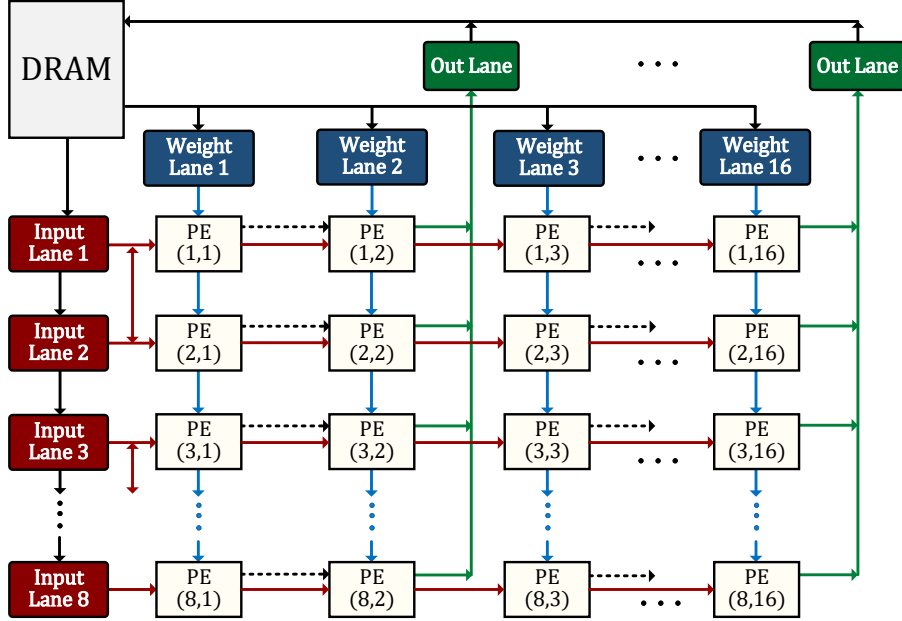 DRAM
Out Lane
. . .
Out Lane
Weight
Lane 1
Weight
Lane 2
Weight
Lane 3
. . .
Weight
Lane 16
Input
Lane 1
PE
(1,1)
PE
(1,2)
PE
(1,3)
. . .
PE
(1,16)
Input
Lane 2
PE
(2,1)
PE
(2,2)
PE
(2,3)
. . .
PE
(2,16)
Input
Lane 3
PE
(3,1)
PE
(3,2)
PE
(3,3)
. . .
PE
(3,16)
Input
Lane 8
PE
(8,1)
PE
(8,2)
PE
(8,3)
. . .
PE
(8,16)